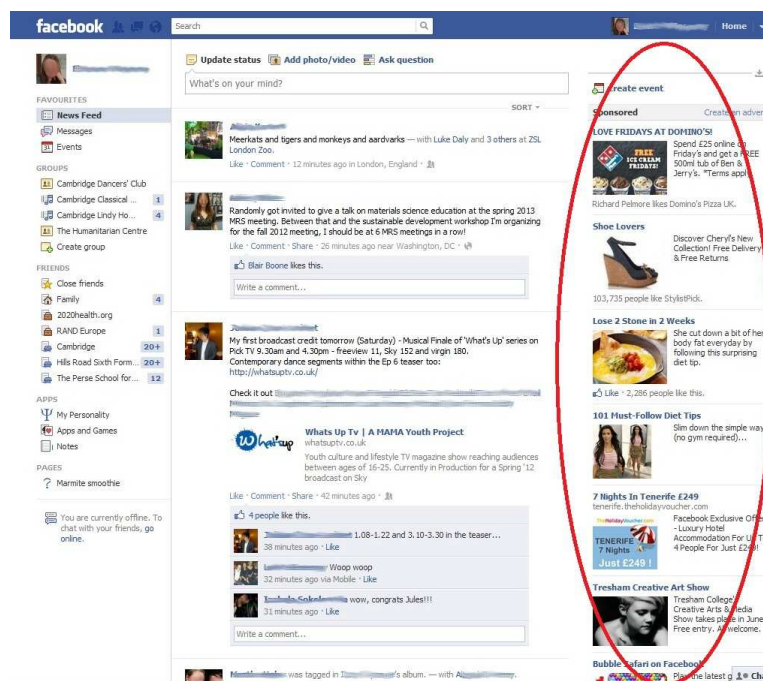 facebook
Search
Home
Update status Add photo/video Ask question
What's on your mind?
SORT
FAVOURITES
News Feed
Messages
Events
GROUPS
Cambridge Dancers' Club
Cambridge Classical ... 1
Cambridge Lindy Ho... 4
The Humanitarian Centre
Create group
FRIENDS
Close friends
Family 4
2020health.org
RAND Europe 1
Cambridge 20+
Hills Road Sixth Form... 20+
The Perse School for... 12
APPS
My Personality
Apps and Games
Notes
PAGES
Marmite smoothie
You are currently offline. To
chat with your friends, go
online.
Meerkats and tigers and monkeys and aardvarks — with Luke Daly and 3 others at ZSL
London Zoo.
Like · Comment · 12 minutes ago in London, England ·
Randomly got invited to give a talk on materials science education at the spring 2013
MRS meeting. Between that and the sustainable development workshop I'm organizing
for the fall 2012 meeting, I should be at 6 MRS meetings in a row!
Like · Comment · Share · 26 minutes ago near Washington, DC ·
Blair Boone likes this.
Write a comment...
My first broadcast credit tomorrow (Saturday) - Musical Finale of 'What's Up' series on
Pick TV 9.30am and 4.30pm - freeview 11, Sky 152 and virgin 180.
Contemporary dance segments within the Ep 6 teaser too:
http://whatsuptv.co.uk/
Check it out
What'sup
Whats Up Tv | A MAMA Youth Project
whatsuptv.co.uk
Youth culture and lifestyle TV magazine show reaching audiences
between ages of 16-25. Currently in Production for a Spring '12
broadcast on Sky
Like · Comment · Share · 42 minutes ago ·
4 people like this.
1.08-1.22 and 3.10-3.30 in the teaser...
38 minutes ago · Like
Woop woop
32 minutes ago via Mobile · Like
wow, congrats Jules!!!
31 minutes ago · Like
Write a comment...
was tagged in 's album. — with
Create event
Sponsored Create an adver
LOVE FRIDAYS AT DOMINO'S!
FREE
ICE CREAM
FRIDAYS!
Spend £25 online on
Friday's and get a FREE
500ml tub of Ben &
Jerry's. *Terms apply
Richard Pelmore likes Domino's Pizza UK.
Shoe Lovers
Discover Cheryl's New
Collection! Free Delivery
& Free Returns
103,735 people like StylistPick.
Lose 2 Stone in 2 Weeks
She cut down a bit of her
body fat everyday by
following this surprising
diet tip.
Like · 2,286 people like this.
101 Must-Follow Diet Tips
Slim down the simple way
(no gym required)...
7 Nights In Tenerife £249
tenerife.theholidayvoucher.com
TheHolidayVoucher.com
TENERIFE
7 Nights
Just £249 !
Facebook Exclusive Offe
- Luxury Hotel
Accommodation For U T
4 People For Just £249!
Tresham Creative Art Show
Tresham College's
Creative Arts & Media
Show takes place in June
Free entry. All welcome.
Bubble Safari on Facebook
Play the latest g
Cha